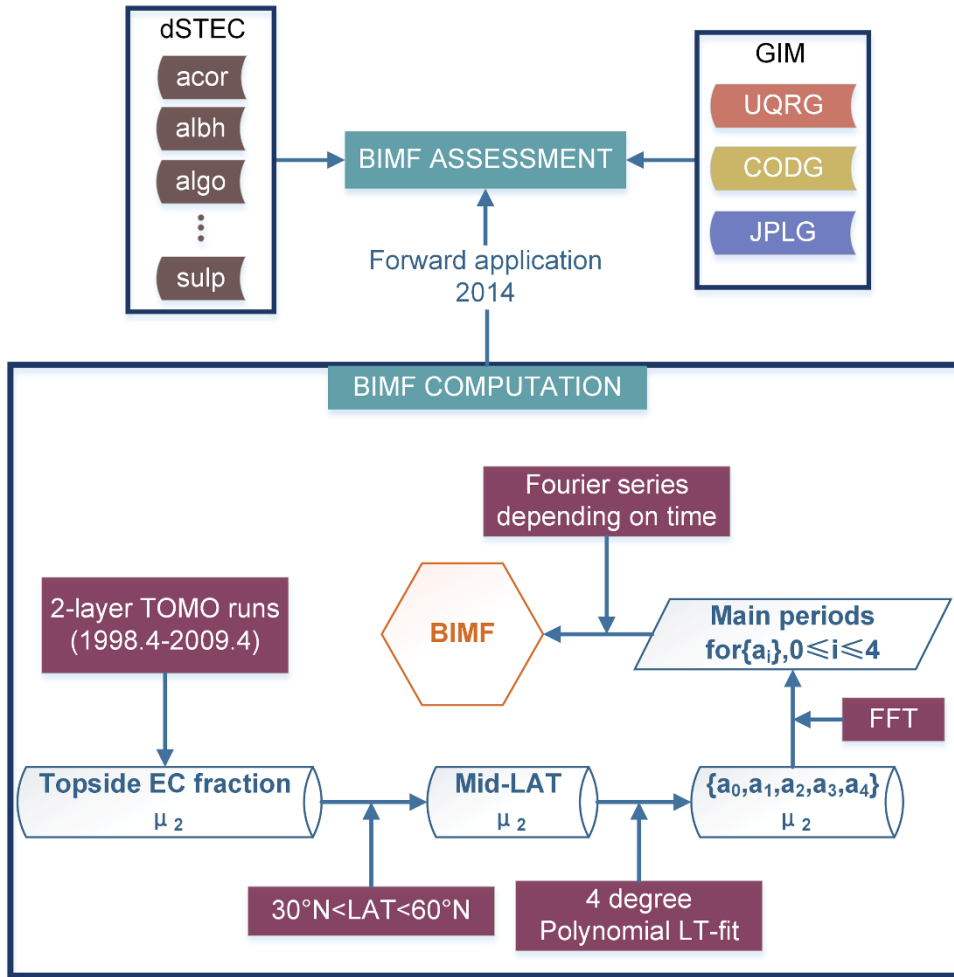 dSTEC
acor
albh
algo
sulp
BIMF ASSESSMENT
GIM
UQRG
CODG
JPLG
Forward application
2014
BIMF COMPUTATION
Fourier series
depending on time
2-layer TOMO runs
(1998.4-2009.4)
BIMF
Main periods
for{aᵢ},0≤i≤4
FFT
Topside EC fraction
μ ₂
Mid-LAT
μ ₂
{a₀,a₁,a₂,a₃,a₄}
μ ₂
30°N<LAT<60°N
4 degree
Polynomial LT-fit